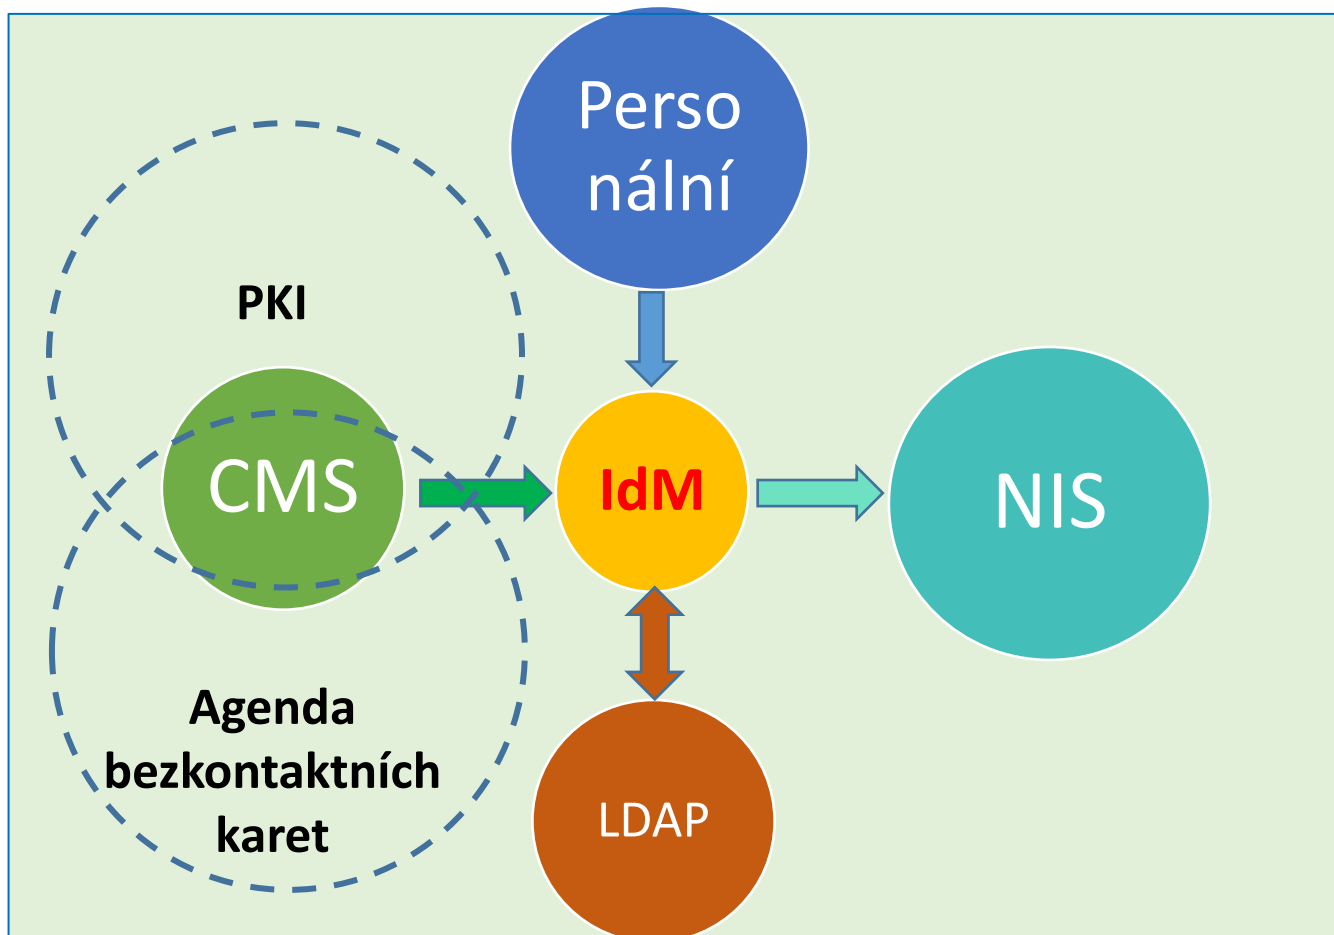 Perso
nální
PKI
CMS
IdM
NIS
Agenda
bezkontaktních
karet
LDAP